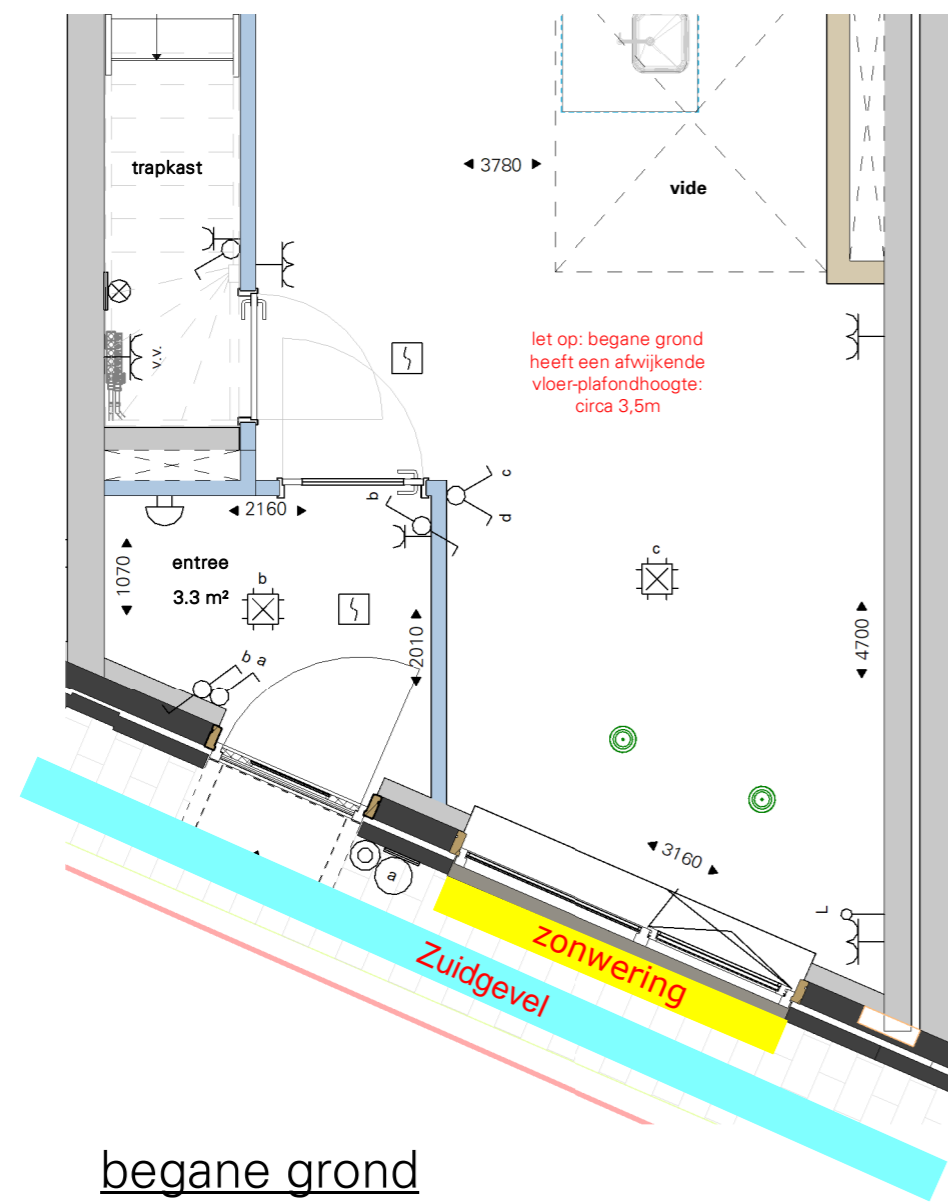 trapkast
3780
vide
v.v.
let op: begane grond
heeft een afwijkende
vloer-plafondhoogte:
circa 3,5m
c
b
d
2160
1070
entree
3.3 m²
b
c
2010
4700
b a
3160
L
a
zonwering
Zuidgevel
begane grond